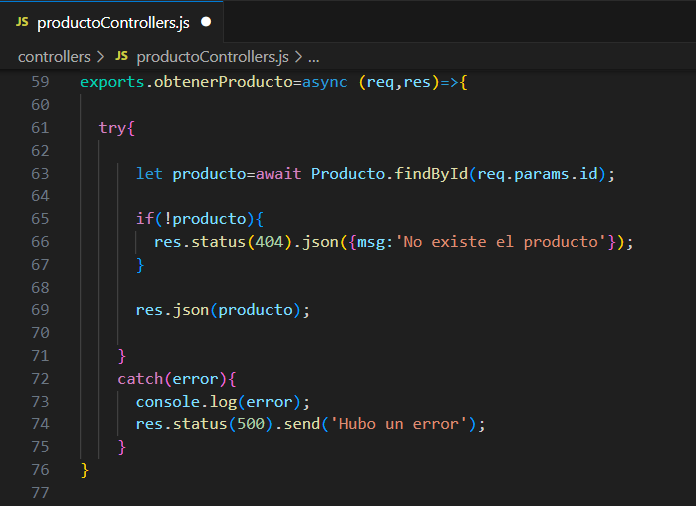 JS productoControllers.js
controllers > JS productoControllers.js > ...
59 exports.obtenerProducto=async (req,res)=>{
60
61 try{
62
63 let producto=await Producto.findById(req.params.id);
64
65 if(!producto){
66 res.status(404).json({msg:'No existe el producto'});
67 }
68
69 res.json(producto);
70
71 }
72 catch(error){
73 console.log(error);
74 res.status(500).send('Hubo un error');
75 }
76 }
77